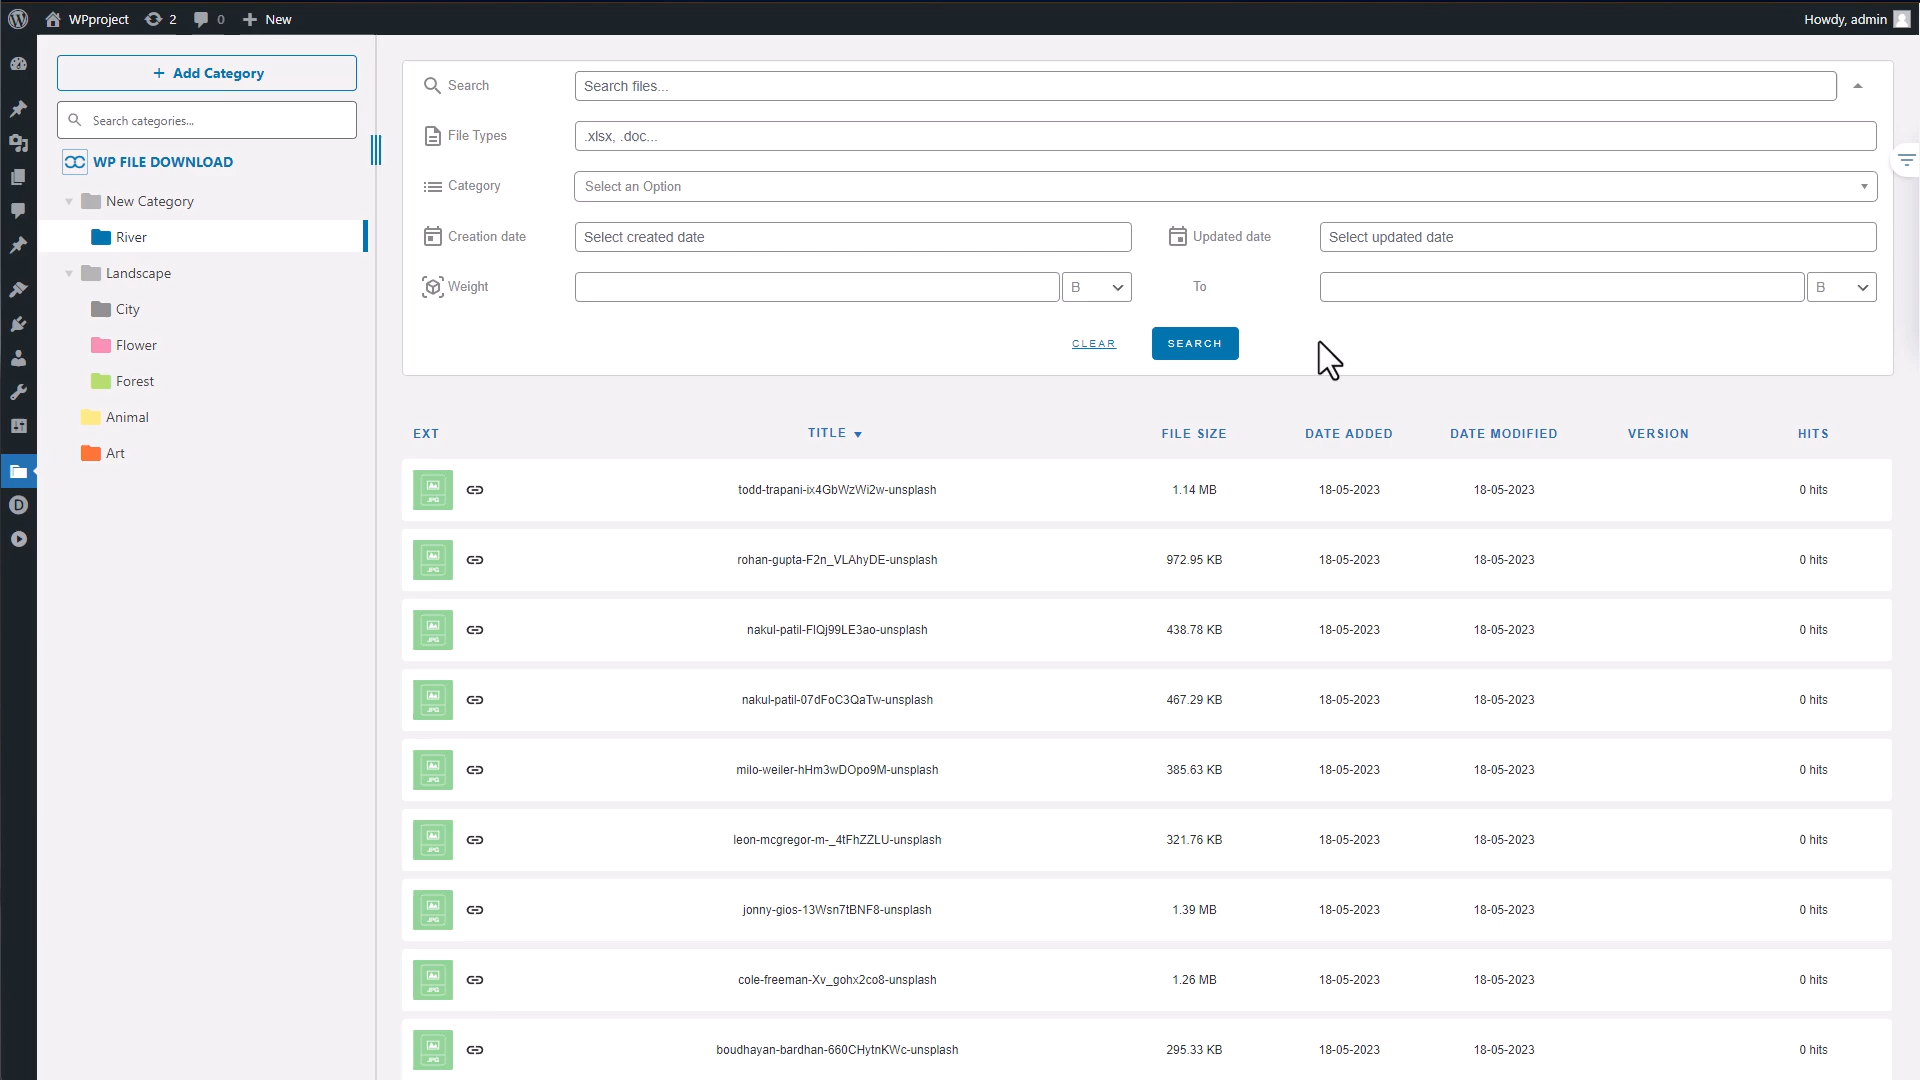 WPproject 2 0 New Howdy, admin
Add Category
Search categories...
WP FILE DOWNLOAD
New Category
River
Landscape
City
Flower
Forest
Animal
Art
Search Search files...
File Types .xlsx, .doc...
Category Select an Option
Creation date Select created date Updated date Select updated date
Weight B To B
CLEAR SEARCH
EXT TITLE FILE SIZE DATE ADDED DATE MODIFIED VERSION HITS
JPG todd-trapani-ix4GbWzWi2w-unsplash 1.14 MB 18-05-2023 18-05-2023 0 hits
JPG rohan-gupta-F2n_VLAhyDE-unsplash 972.95 KB 18-05-2023 18-05-2023 0 hits
JPG nakul-patil-FIQj99LE3ao-unsplash 438.78 KB 18-05-2023 18-05-2023 0 hits
JPG nakul-patil-07dFoC3QaTw-unsplash 467.29 KB 18-05-2023 18-05-2023 0 hits
JPG milo-weiler-hHm3wDOpo9M-unsplash 385.63 KB 18-05-2023 18-05-2023 0 hits
JPG leon-mcgregor-m-_4tFhZZLU-unsplash 321.76 KB 18-05-2023 18-05-2023 0 hits
JPG jonny-gios-13Wsn7tBNF8-unsplash 1.39 MB 18-05-2023 18-05-2023 0 hits
JPG cole-freeman-Xv_gohx2co8-unsplash 1.26 MB 18-05-2023 18-05-2023 0 hits
JPG boudhayan-bardhan-660CHytnKWc-unsplash 295.33 KB 18-05-2023 18-05-2023 0 hits